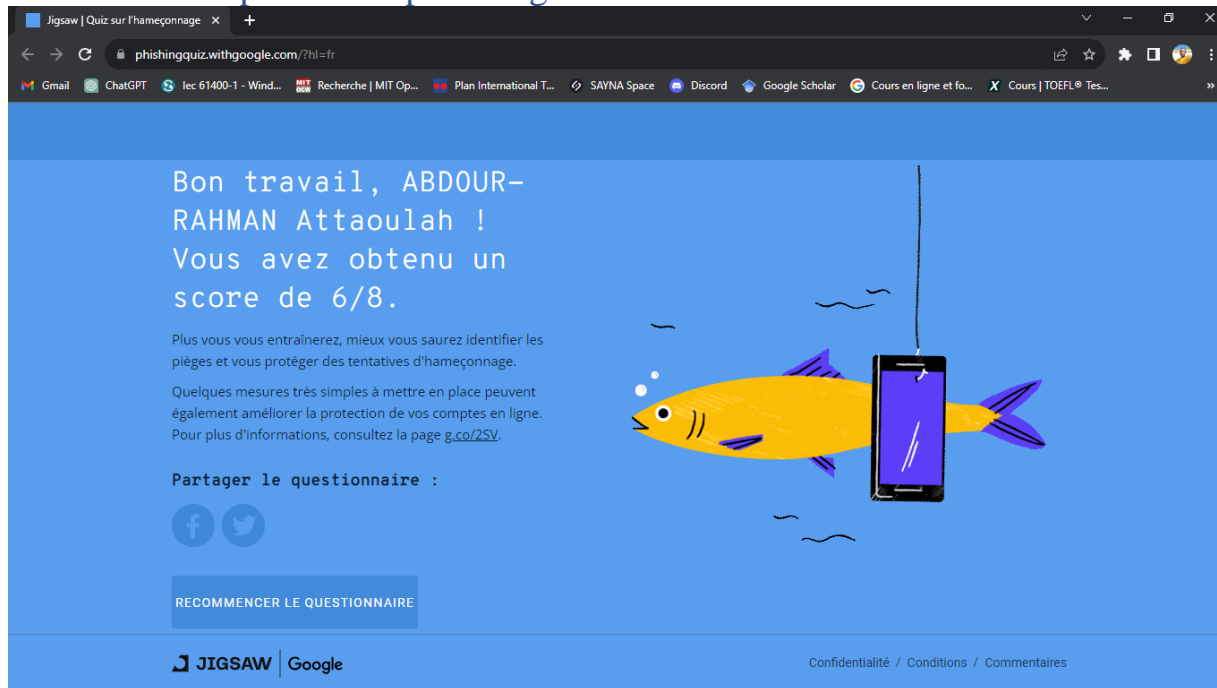 Jigsaw | Quiz sur l'hameçonnage
phishingquiz.withgoogle.com/?hl=fr
Gmail ChatGPT Iec 61400-1 - Wind... Recherche | MIT Op... Plan International T... SAYNA Space Discord Google Scholar Cours en ligne et fo... Cours | TOEFL® Tes... »
Bon travail, ABDOUR-
RAHMAN Attaoulah !
Vous avez obtenu un
score de 6/8.
Plus vous vous entraînerez, mieux vous saurez identifier les
pièges et vous protéger des tentatives d'hameçonnage.
Quelques mesures très simples à mettre en place peuvent
également améliorer la protection de vos comptes en ligne.
Pour plus d'informations, consultez la page g.co/2SV.
Partager le questionnaire :
RECOMMENCER LE QUESTIONNAIRE
JIGSAW | Google
Confidentialité / Conditions / Commentaires